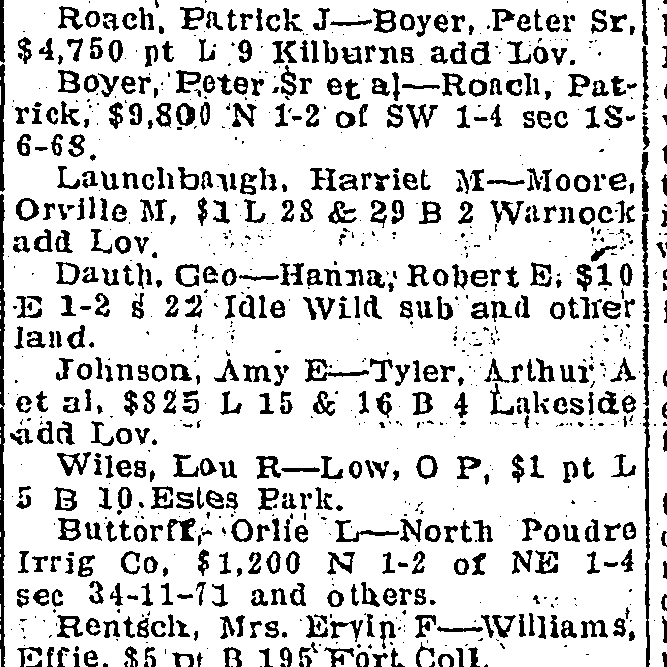 Roach, Patrick J—Boyer, Peter Sr,
$4,750 pt L 9 Kilburns add Lov.
Boyer, Peter Sr et al—Roach, Pat-
rick, $9,800 N 1-2 of SW 1-4 sec 18-
6-68.
Launchbaugh, Harriet M—Moore,
Orville M, $1 L 28 & 29 B 2 Warnock
add Lov.
Dauth, Geo—Hanna, Robert E, $10
E 1-2 s 22 Idle Wild sub and other
land.
Johnson, Amy E—Tyler, Arthur A
et al, $825 L 15 & 16 B 4 Lakeside
add Lov.
Wiles, Lou R—Low, O P, $1 pt L
5 B 10 Estes Park.
Buttorff, Orlie L—North Poudre
Irrig Co, $1,200 N 1-2 of NE 1-4
sec 34-11-71 and others.
Rentsch, Mrs. Ervin F—Williams,
Effie, $5 pt B 195 Fort Coll.